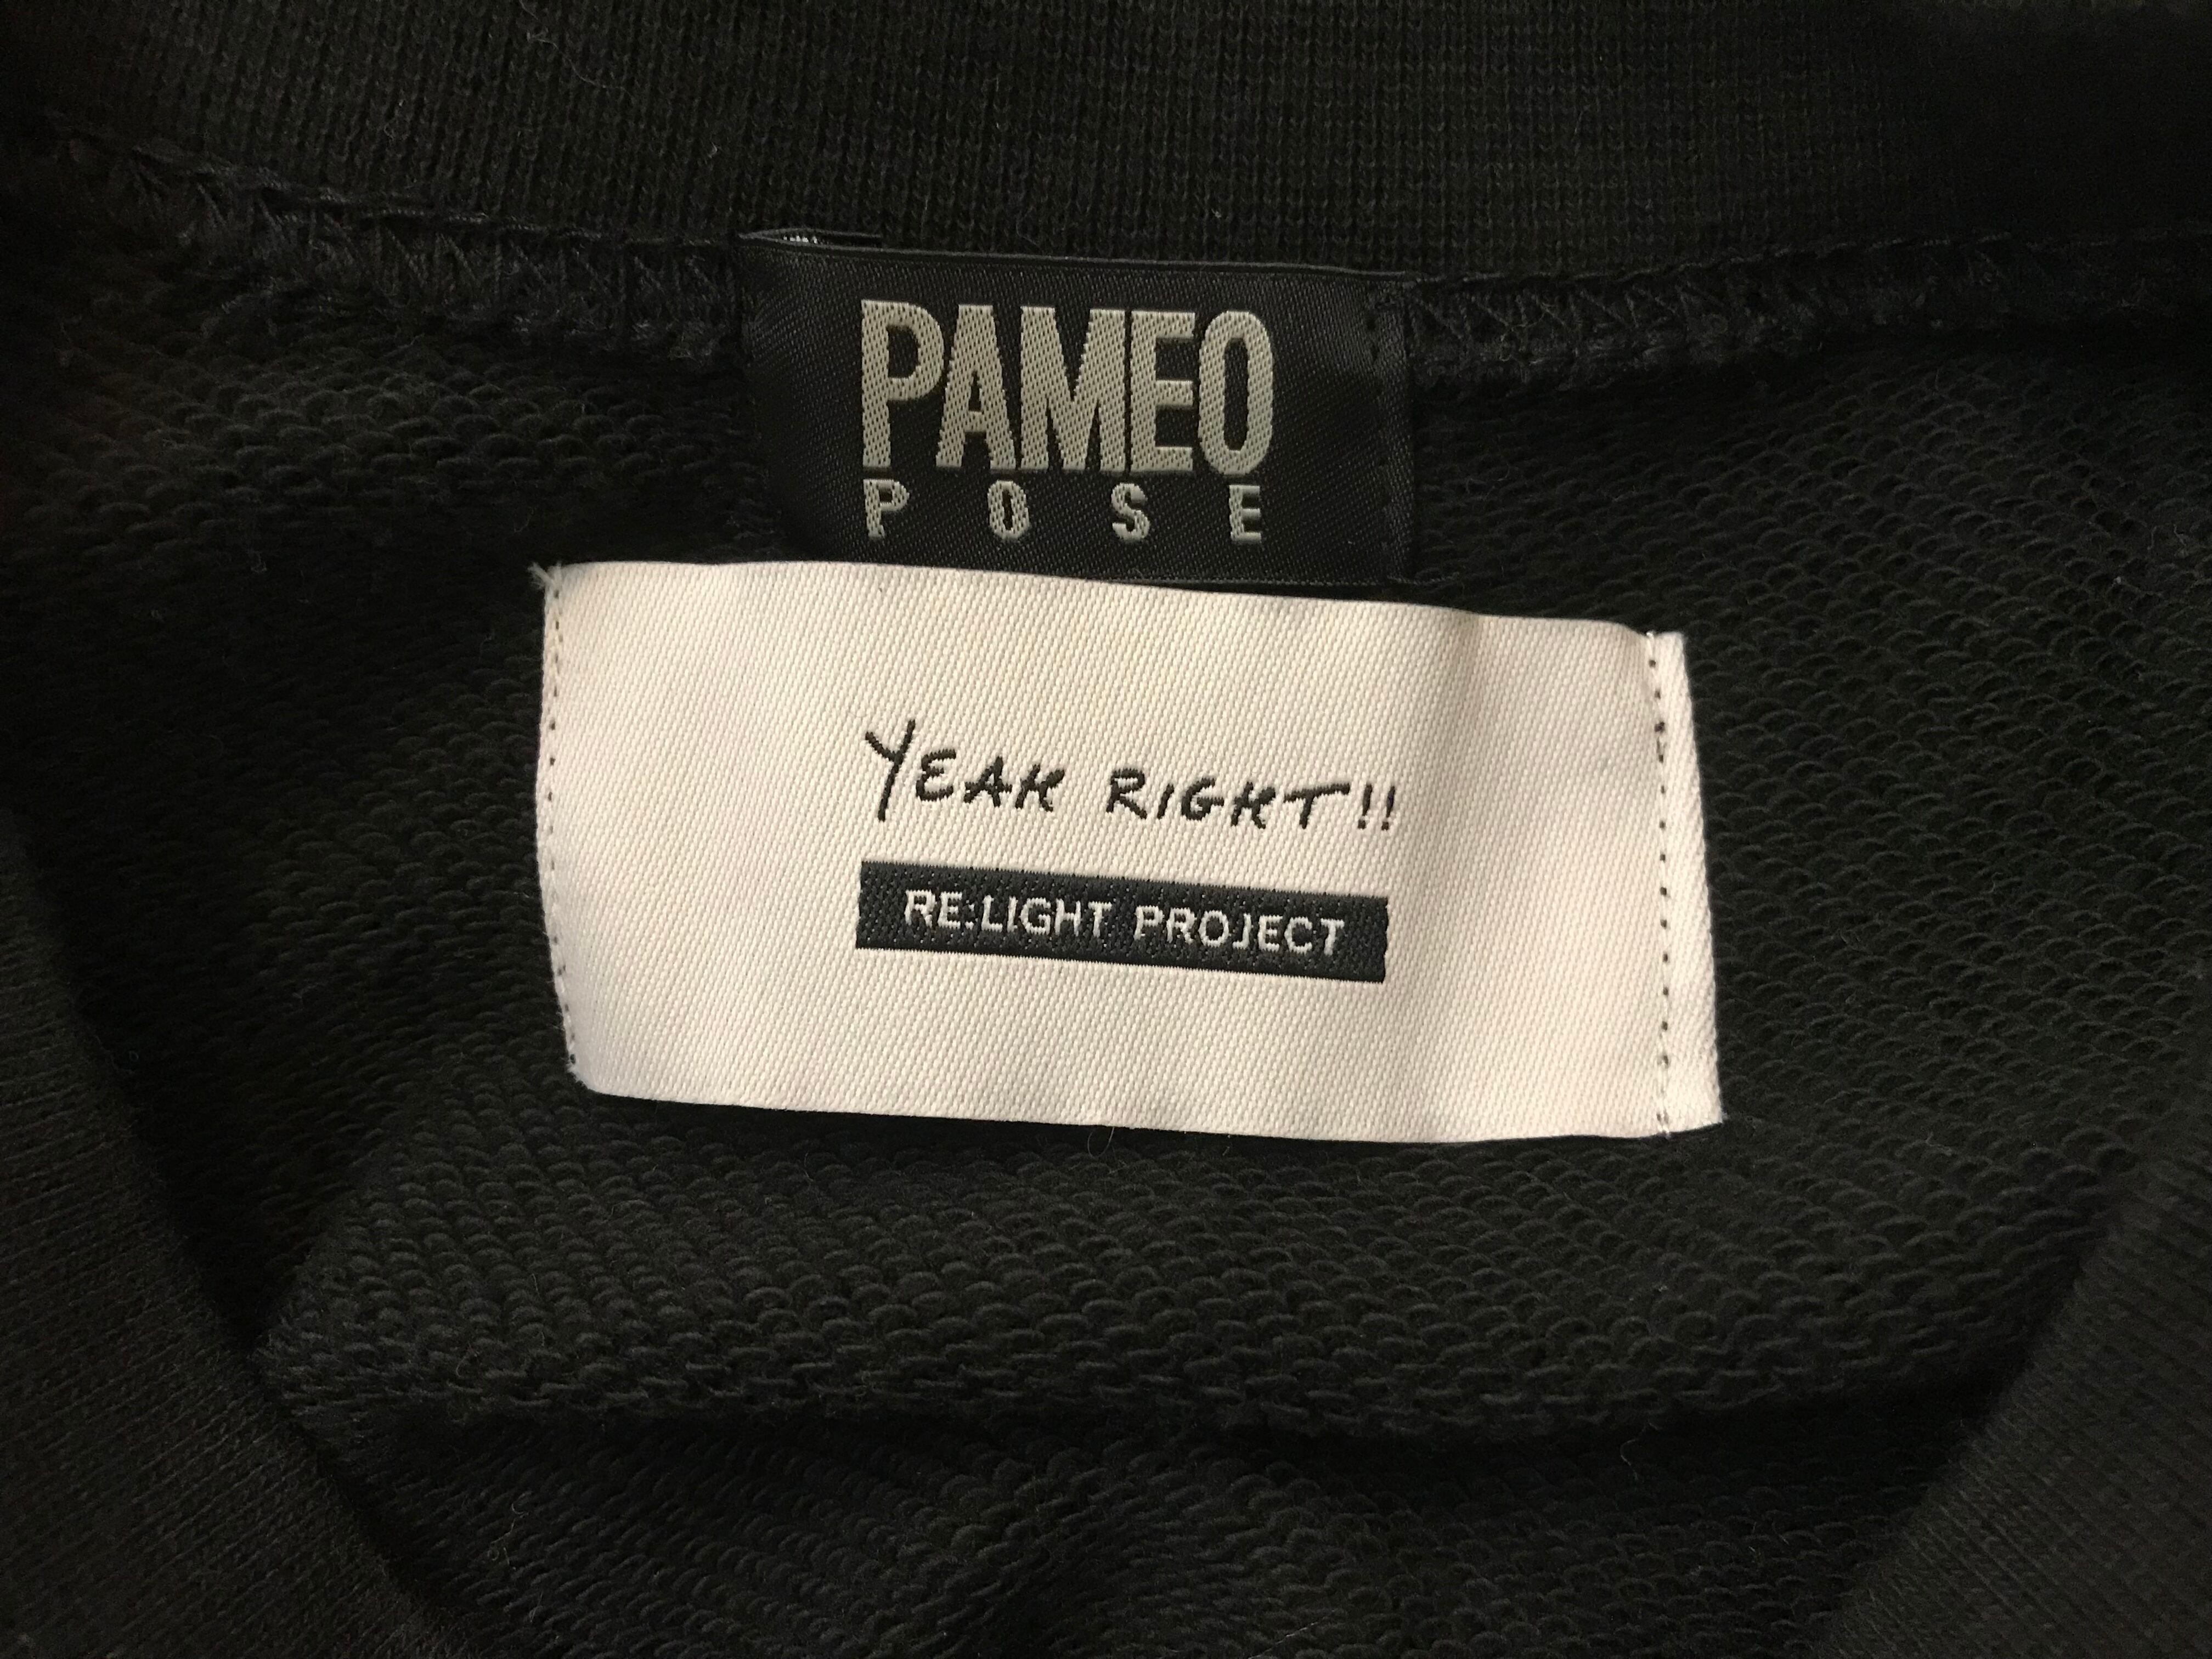 PAMEO
POSE
YEAH RIGHT!!
RE:LIGHT PROJECT